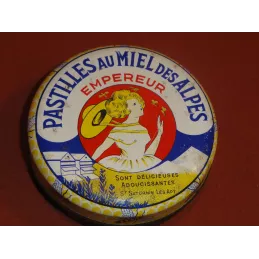 PASTILLES AU MIEL DES ALPES
EMPEREUR
SONT DÉLICIEUSES
ADOUCISSANTES